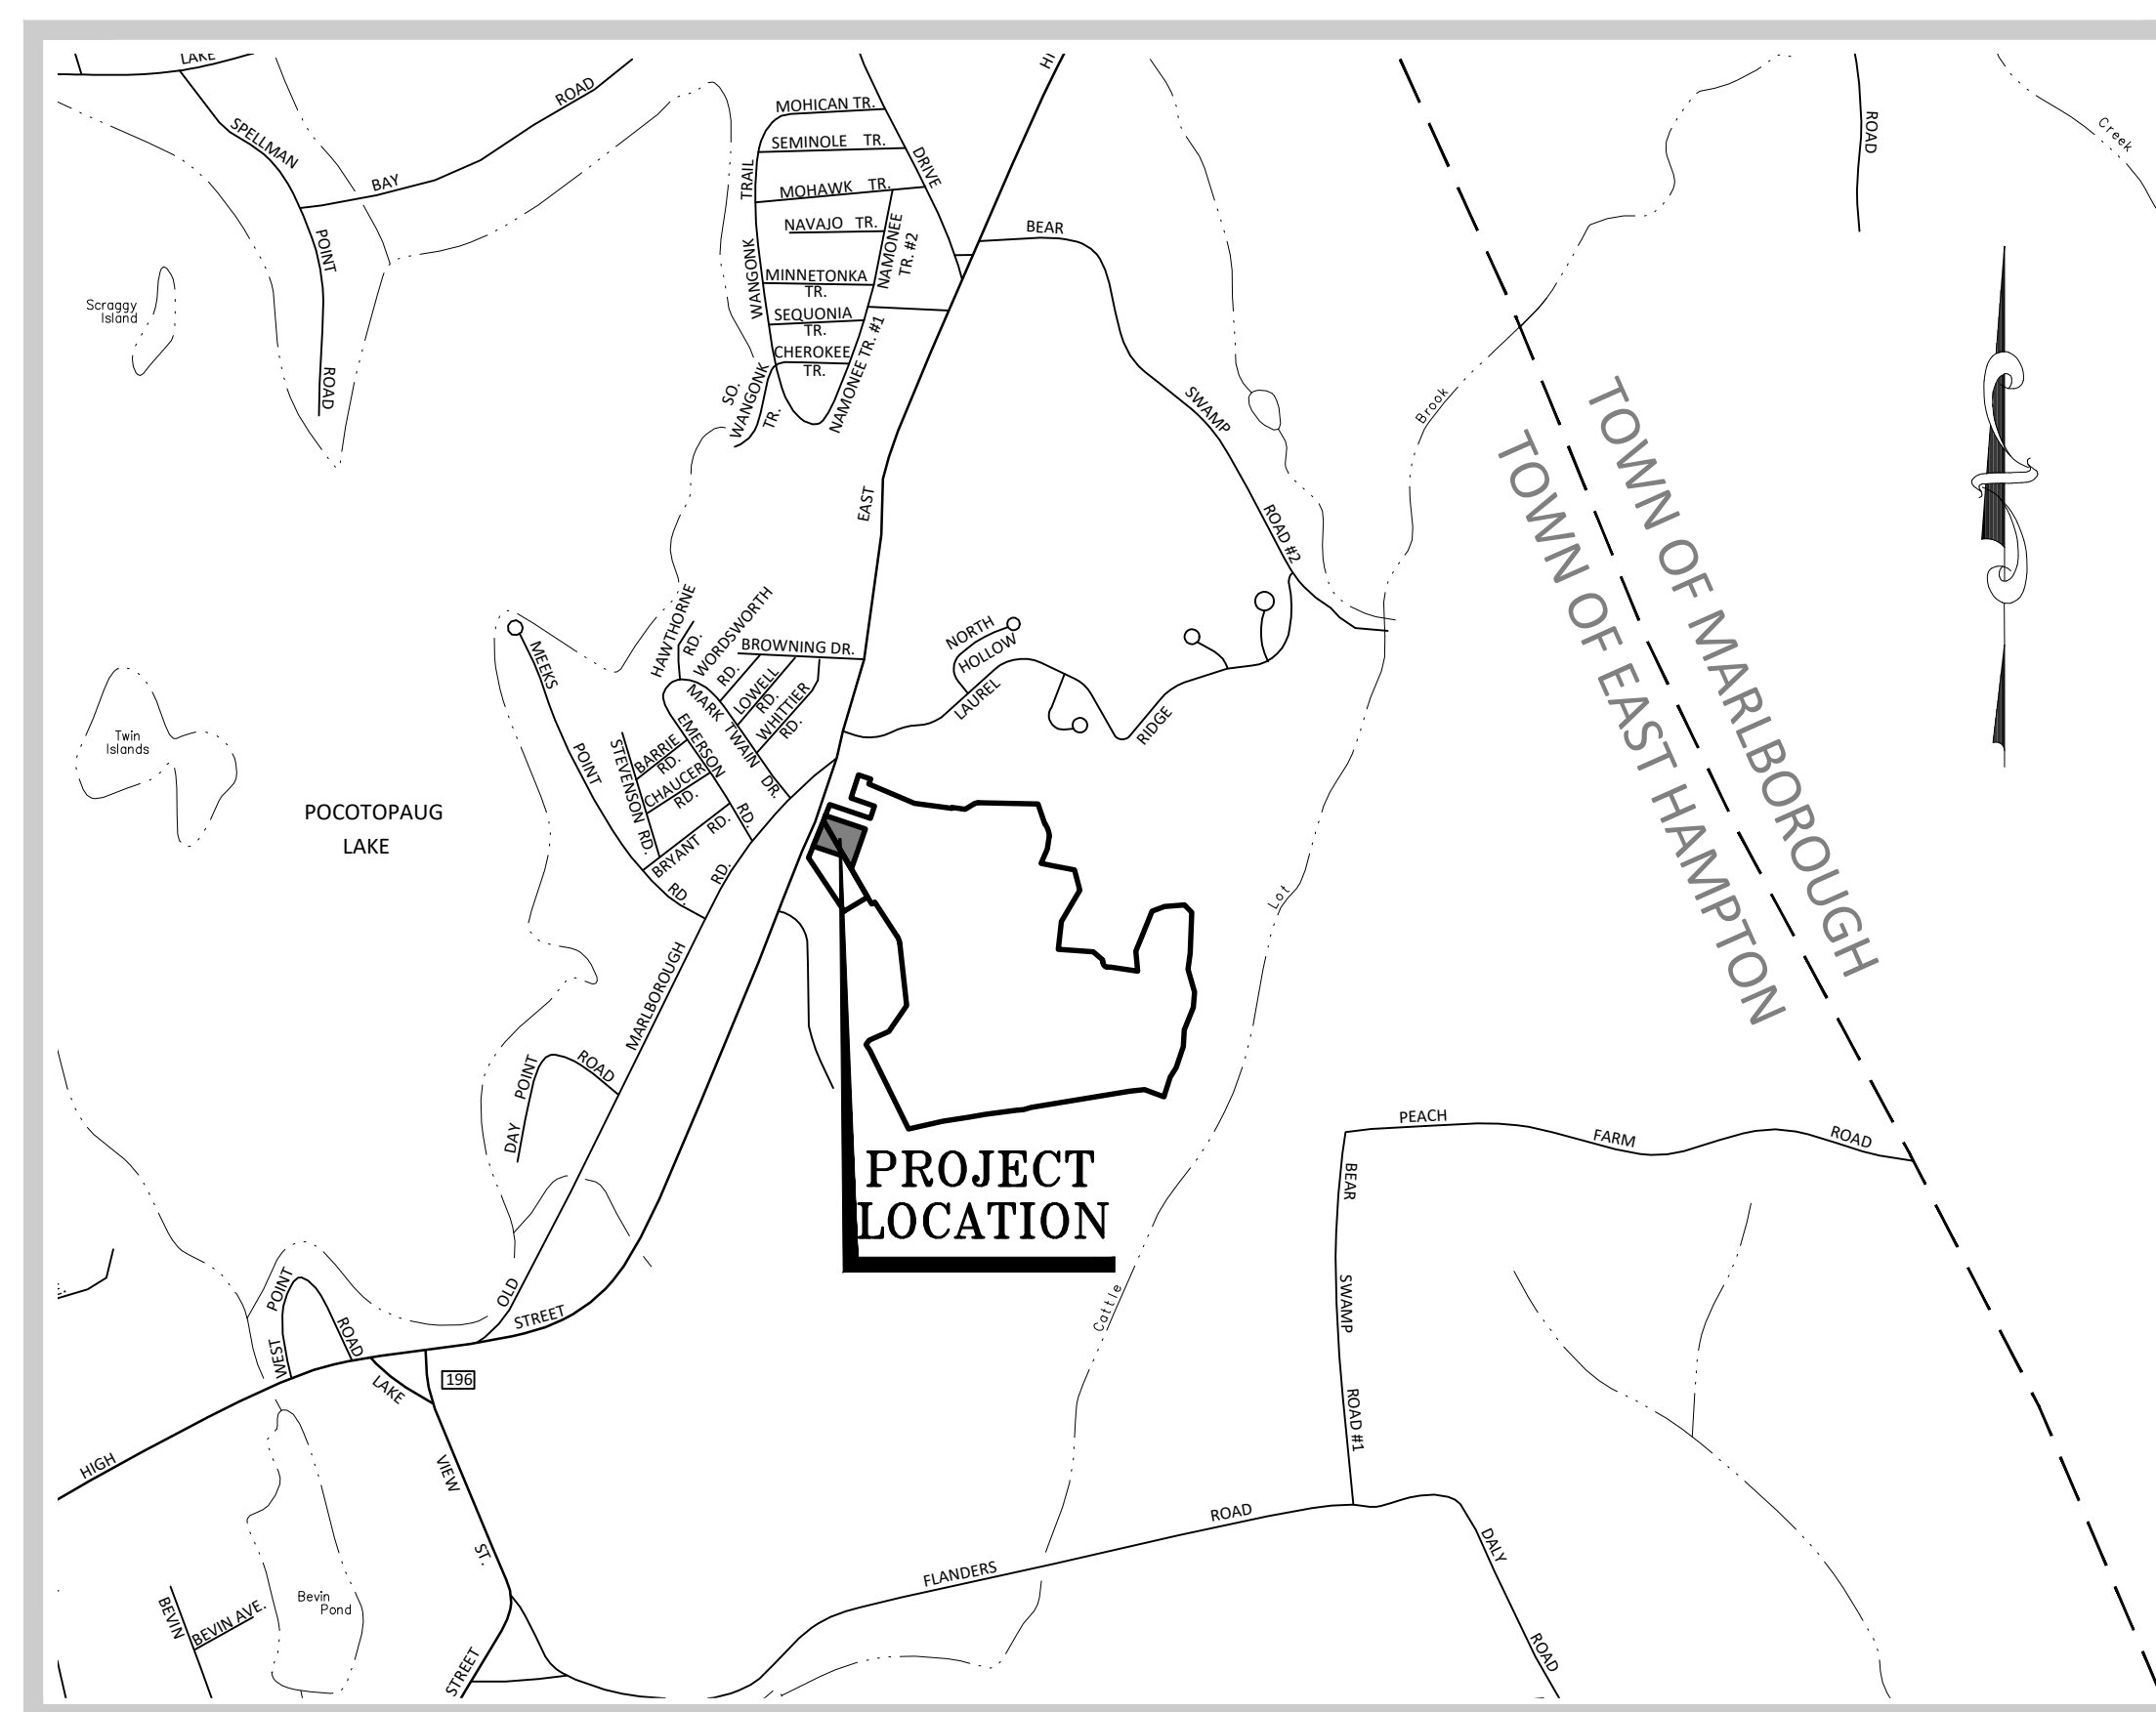 LAKE
SPELLMAN
POINT
ROAD
BAY
ROAD
Scraggy
Island
MOHICAN TR.
SEMINOLE TR.
MOHAWK TR.
NAVAJO TR.
MINNETONKA
TR.
SEQUONIA
TR.
CHEROKEE
TR.
WANGONK
TRAIL
NAMONEE
TR. #2
NAMONEE TR. #1
SO.
WANGONK
TR.
DRIVE
HI
BEAR
SWAMP
ROAD #2
Brook
ROAD
Creek
TOWN OF MARLBOROUGH
TOWN OF EAST HAMPTON
EAST
HAWTHORNE
RD.
WORDSWORTH
RD.
BROWNING DR.
LOWELL
RD.
WHITTIER
RD.
MARK TWAIN DR.
EMERSON
RD.
BARRIE
RD.
CHAUCER
RD.
STEVENSON RD.
BRYANT RD.
MEEKS
POINT
RD.
NORTH
HOLLOW
LAUREL
RIDGE
Twin
Islands
POCOTOPAUG
LAKE
RD.
MARLBOROUGH
OLD
DAY POINT
ROAD
Lot
Cattle
PROJECT
LOCATION
PEACH
FARM
ROAD
BEAR
SWAMP
ROAD #1
WEST
POINT
ROAD
STREET
LAKE
196
HIGH
VIEW
ST.
FLANDERS
ROAD
DALY
ROAD
Bevin
Pond
BEVIN
BEVIN AVE.
STREET